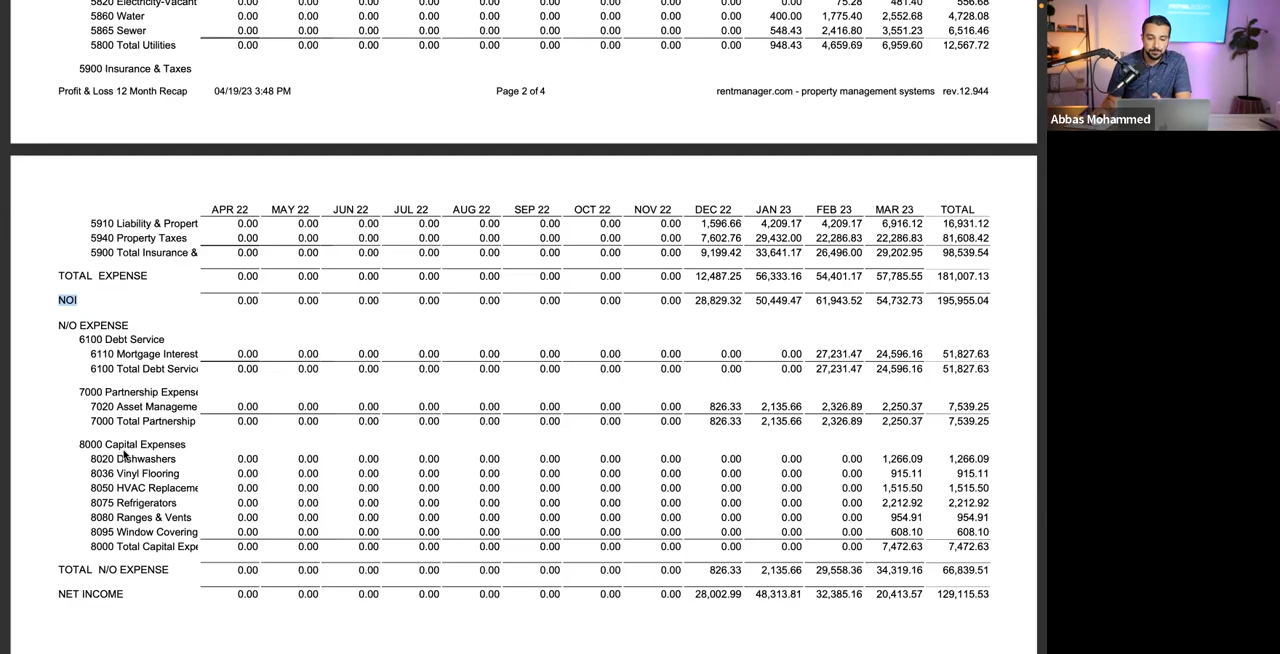 5820 Electricity-Vacant 0.00 0.00 0.00 0.00 0.00 0.00 0.00 0.00 0.00 75.28 481.40 556.68
5860 Water 0.00 0.00 0.00 0.00 0.00 0.00 0.00 0.00 400.00 1,775.40 2,552.68 4,728.08
5865 Sewer 0.00 0.00 0.00 0.00 0.00 0.00 0.00 0.00 548.43 2,416.80 3,551.23 6,516.46
5800 Total Utilities 0.00 0.00 0.00 0.00 0.00 0.00 0.00 0.00 948.43 4,659.69 6,959.60 12,567.72
5900 Insurance & Taxes
Profit & Loss 12 Month Recap 04/19/23 3:48 PM Page 2 of 4 rentmanager.com - property management systems rev.12.944
Abbas Mohammed
APR 22 MAY 22 JUN 22 JUL 22 AUG 22 SEP 22 OCT 22 NOV 22 DEC 22 JAN 23 FEB 23 MAR 23 TOTAL
5910 Liability & Propert 0.00 0.00 0.00 0.00 0.00 0.00 0.00 0.00 1,596.66 4,209.17 4,209.17 6,916.12 16,931.12
5940 Property Taxes 0.00 0.00 0.00 0.00 0.00 0.00 0.00 0.00 7,602.76 29,432.00 22,286.83 22,286.83 81,608.42
5900 Total Insurance & 0.00 0.00 0.00 0.00 0.00 0.00 0.00 0.00 9,199.42 33,641.17 26,496.00 29,202.95 98,539.54
TOTAL EXPENSE 0.00 0.00 0.00 0.00 0.00 0.00 0.00 0.00 12,487.25 56,333.16 54,401.17 57,785.55 181,007.13
NOI 0.00 0.00 0.00 0.00 0.00 0.00 0.00 0.00 28,829.32 50,449.47 61,943.52 54,732.73 195,955.04
N/O EXPENSE
6100 Debt Service
6110 Mortgage Interest 0.00 0.00 0.00 0.00 0.00 0.00 0.00 0.00 0.00 0.00 27,231.47 24,596.16 51,827.63
6100 Total Debt Servic 0.00 0.00 0.00 0.00 0.00 0.00 0.00 0.00 0.00 0.00 27,231.47 24,596.16 51,827.63
7000 Partnership Expense
7020 Asset Manageme 0.00 0.00 0.00 0.00 0.00 0.00 0.00 0.00 826.33 2,135.66 2,326.89 2,250.37 7,539.25
7000 Total Partnership 0.00 0.00 0.00 0.00 0.00 0.00 0.00 0.00 826.33 2,135.66 2,326.89 2,250.37 7,539.25
8000 Capital Expenses
8020 Dishwashers 0.00 0.00 0.00 0.00 0.00 0.00 0.00 0.00 0.00 0.00 0.00 1,266.09 1,266.09
8036 Vinyl Flooring 0.00 0.00 0.00 0.00 0.00 0.00 0.00 0.00 0.00 0.00 0.00 915.11 915.11
8050 HVAC Replaceme 0.00 0.00 0.00 0.00 0.00 0.00 0.00 0.00 0.00 0.00 0.00 1,515.50 1,515.50
8075 Refrigerators 0.00 0.00 0.00 0.00 0.00 0.00 0.00 0.00 0.00 0.00 0.00 2,212.92 2,212.92
8080 Ranges & Vents 0.00 0.00 0.00 0.00 0.00 0.00 0.00 0.00 0.00 0.00 0.00 954.91 954.91
8095 Window Covering 0.00 0.00 0.00 0.00 0.00 0.00 0.00 0.00 0.00 0.00 0.00 608.10 608.10
8000 Total Capital Expe 0.00 0.00 0.00 0.00 0.00 0.00 0.00 0.00 0.00 0.00 0.00 7,472.63 7,472.63
TOTAL N/O EXPENSE 0.00 0.00 0.00 0.00 0.00 0.00 0.00 0.00 826.33 2,135.66 29,558.36 34,319.16 66,839.51
NET INCOME 0.00 0.00 0.00 0.00 0.00 0.00 0.00 0.00 28,002.99 48,313.81 32,385.16 20,413.57 129,115.53